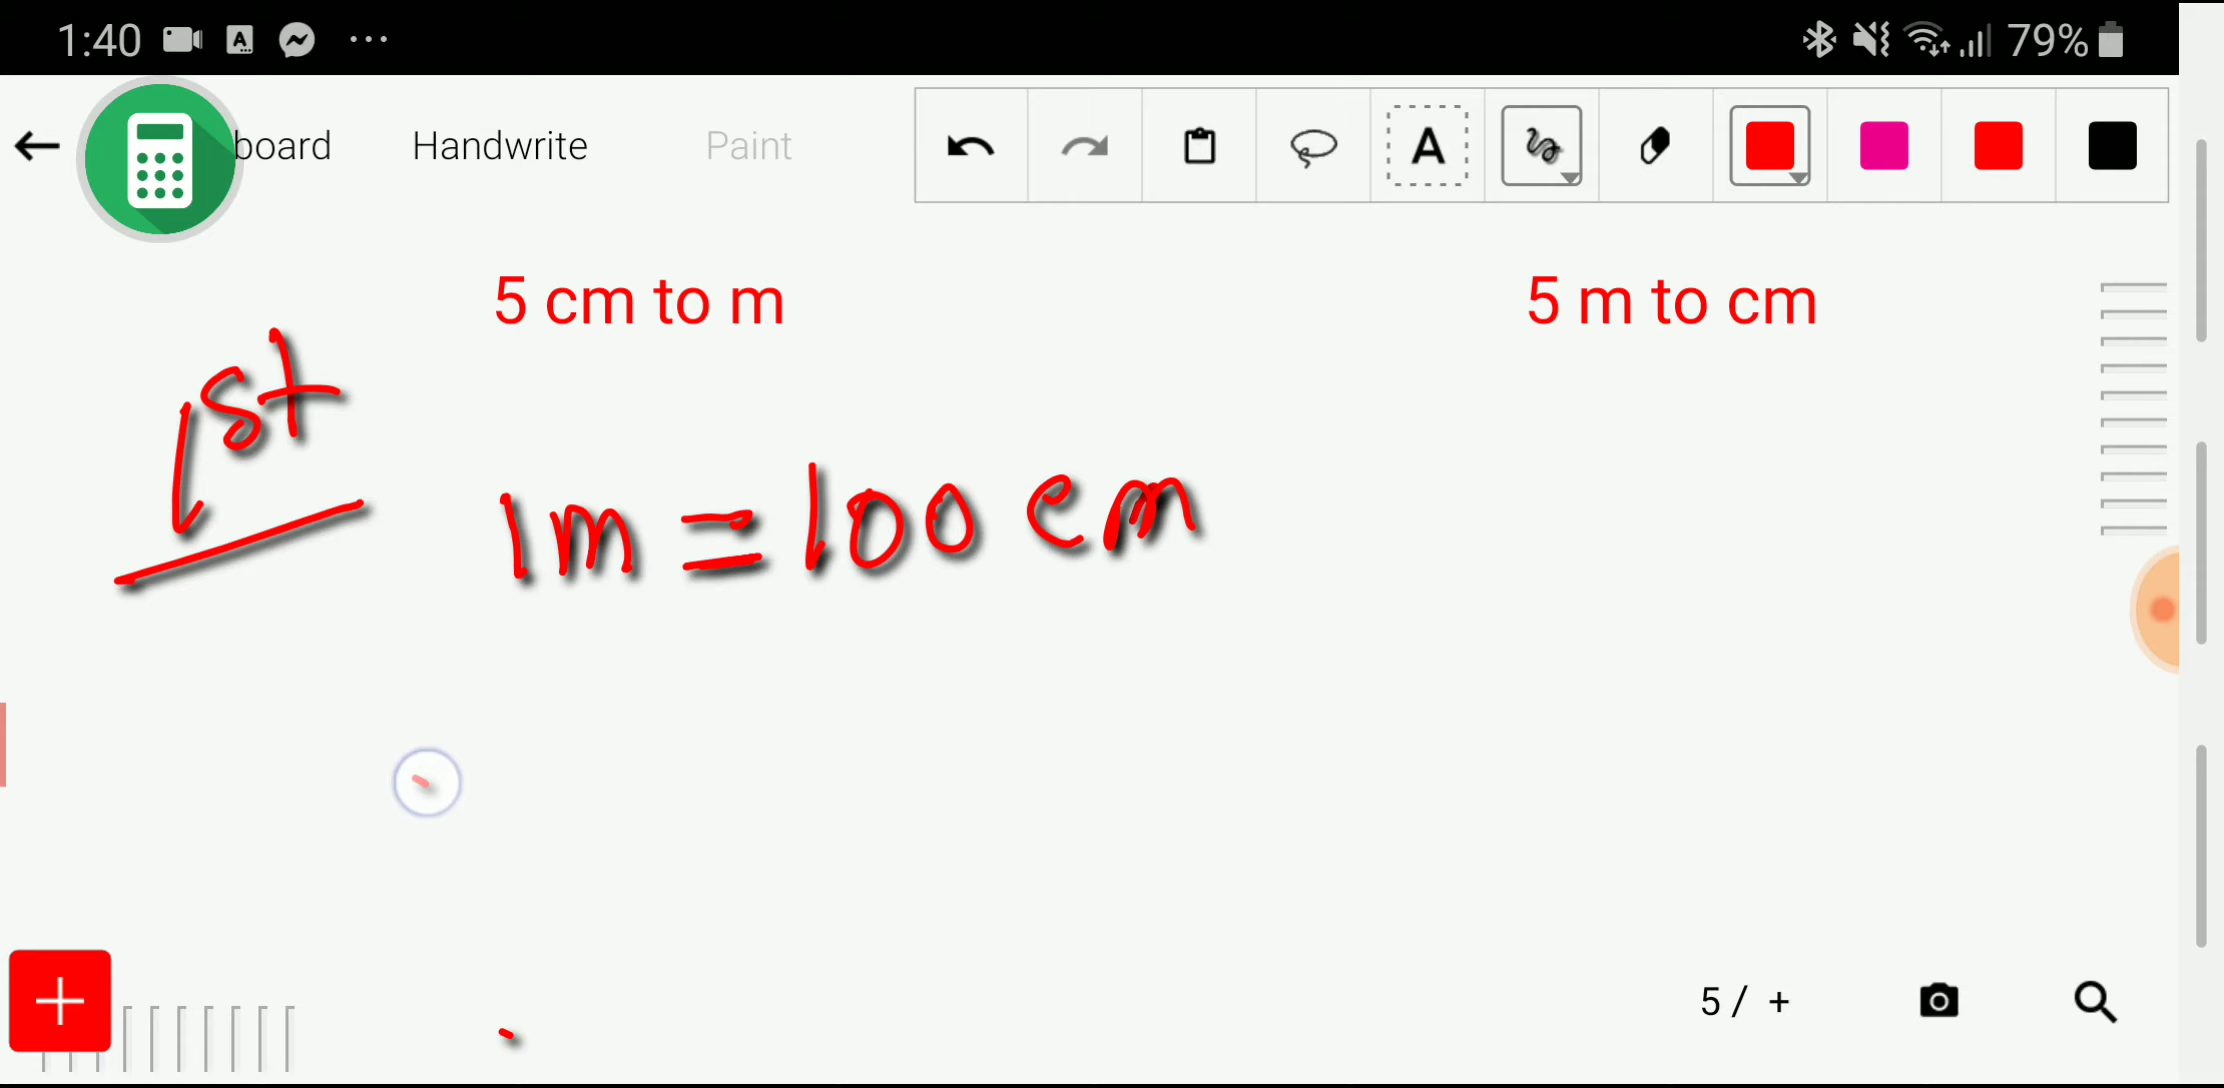 1:40 A... 79%
board Handwrite Paint A
5 cm to m 5 m to cm
1st
1m = 100 cm
5 / +